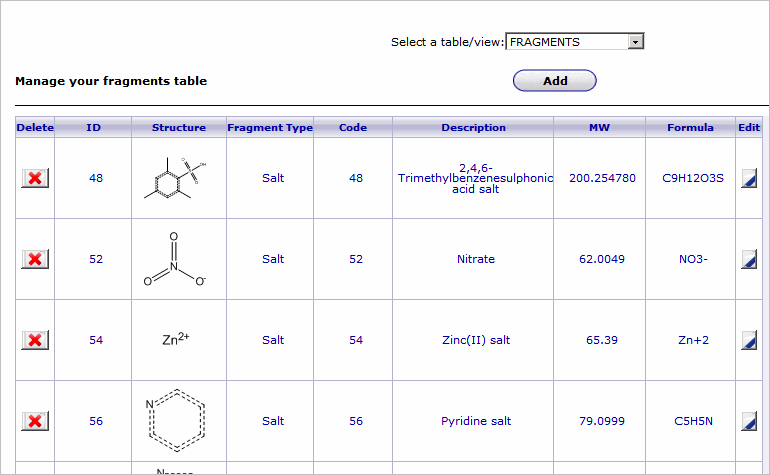 Select a table/view: FRAGMENTS
Manage your fragments table
Add
Delete ID Structure Fragment Type Code Description MW Formula Edit
48 Salt 48 2,4,6-
Trimethylbenzenesulphonic
acid salt 200.254780 C9H12O3S
O
S
OH
O
52 Salt 52 Nitrate 62.0049 NO3-
O
N
O O-
54 Zn2+ Salt 54 Zinc(II) salt 65.39 Zn+2
56 N Salt 56 Pyridine salt 79.0999 C5H5N
N